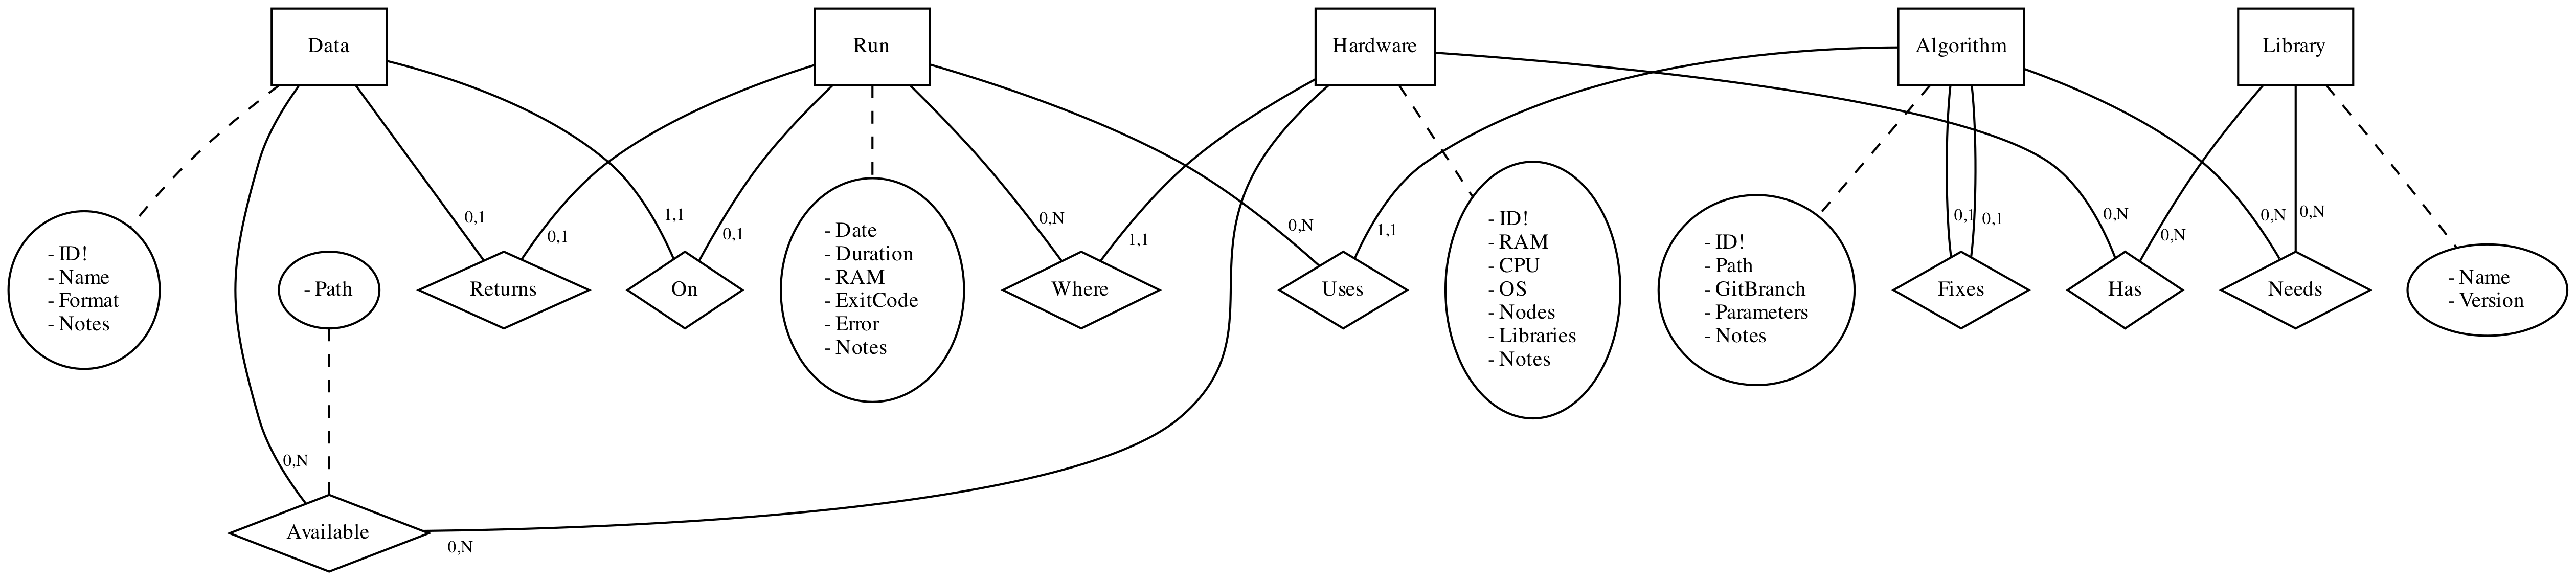 Data
Run
Hardware
Algorithm
Library
0,1
0,1
1,1
0,1
0,N
1,1
0,N
1,1
0,1
0,1
0,N
0,N
0,N
0,N
- ID!
- Name
- Format
- Notes
- Path
Returns
On
- Date
- Duration
- RAM
- ExitCode
- Error
- Notes
Where
Uses
- ID!
- RAM
- CPU
- OS
- Nodes
- Libraries
- Notes
- ID!
- Path
- GitBranch
- Parameters
- Notes
Fixes
Has
Needs
- Name
- Version
0,N
Available
0,N